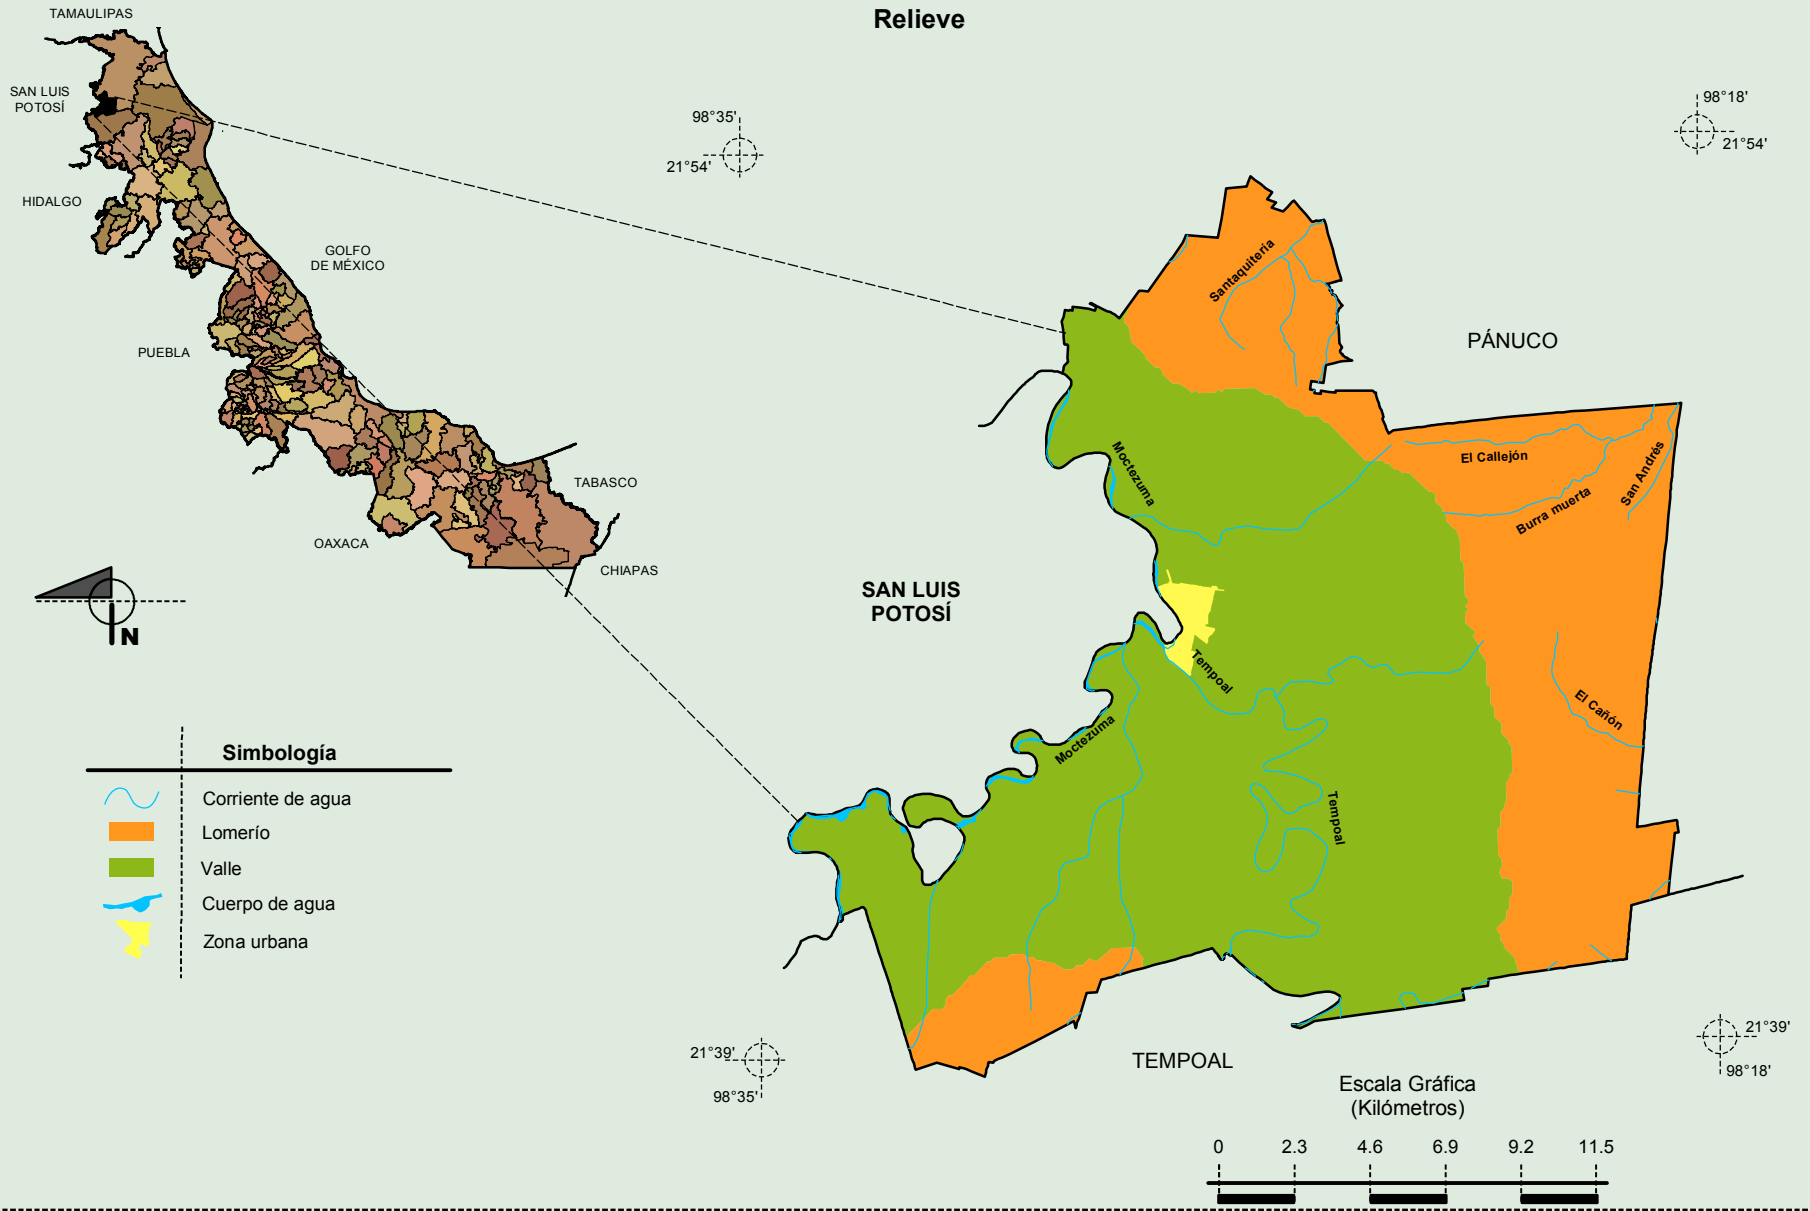 Relieve
TAMAULIPAS
SAN LUIS
POTOSÍ
HIDALGO
GOLFO
DE MÉXICO
PUEBLA
TABASCO
OAXACA
CHIAPAS
N
98°35'
21°54'
98°18'
21°54'
Santaquiteria
PÁNUCO
Moctezuma
El Callejón
San Andrés
Burra muerta
SAN LUIS
POTOSÍ
Tempoal
El Cañón
Moctezuma
Tempoal
Simbología
Corriente de agua
Lomerío
Valle
Cuerpo de agua
Zona urbana
21°39'
98°35'
TEMPOAL
21°39'
98°18'
Escala Gráfica
(Kilómetros)
0 2.3 4.6 6.9 9.2 11.5